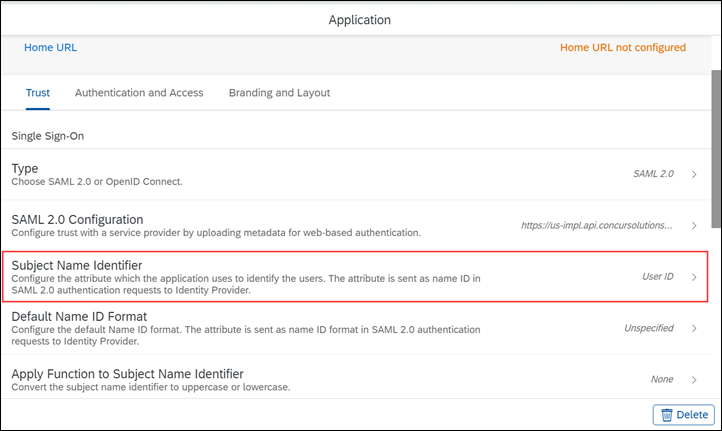 Application
Home URL
Home URL not configured
Trust
Authentication and Access
Branding and Layout
Single Sign-On
Type
Choose SAML 2.0 or OpenID Connect.
SAML 2.0
SAML 2.0 Configuration
Configure trust with a service provider by uploading metadata for web-based authentication.
https://us-impl.api.concursolutions...
Subject Name Identifier
Configure the attribute which the application uses to identify the users. The attribute is sent as name ID in
SAML 2.0 authentication requests to Identity Provider.
User ID
Default Name ID Format
Configure the default Name ID format. The attribute is sent as name ID format in SAML 2.0 authentication
requests to Identity Provider.
Unspecified
Apply Function to Subject Name Identifier
Convert the subject name identifier to uppercase or lowercase.
None
Delete